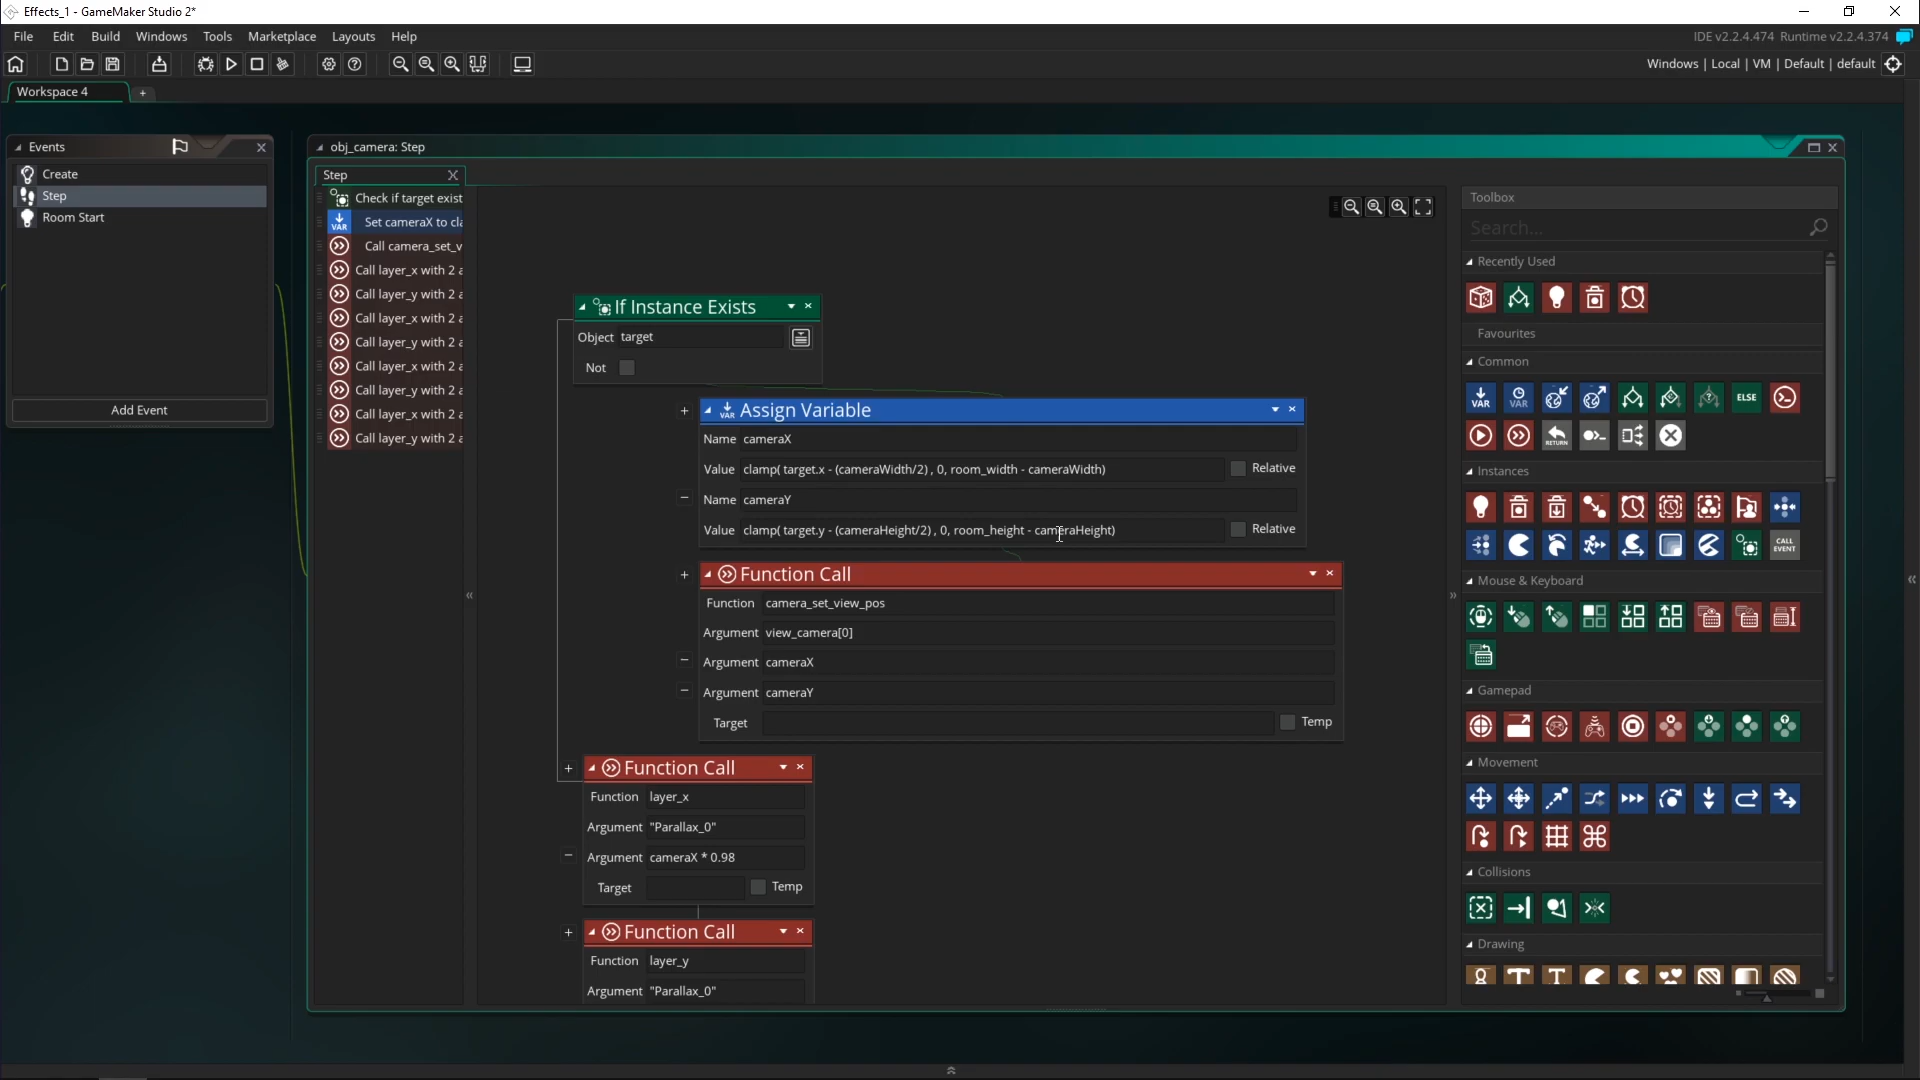 Effects_1 - GameMaker Studio 2*
File Edit Build Windows Tools Marketplace Layouts Help
IDE v2.2.4.474 Runtime v2.2.4.374
Windows | Local | VM | Default | default
Workspace 4
Events
Create
Step
Room Start
Add Event
obj_camera: Step
Step
Check if target exist
Set cameraX to cla
Call camera_set_v
Call layer_x with 2 a
Call layer_y with 2 a
Call layer_x with 2 a
Call layer_y with 2 a
Call layer_x with 2 a
Call layer_y with 2 a
Call layer_x with 2 a
Call layer_y with 2 a
If Instance Exists
Object target
Not
VAR Assign Variable
Name cameraX
Value clamp( target.x - (cameraWidth/2) , 0, room_width - cameraWidth) Relative
Name cameraY
Value clamp( target.y - (cameraHeight/2) , 0, room_height - cameraHeight) Relative
Function Call
Function camera_set_view_pos
Argument view_camera[0]
Argument cameraX
Argument cameraY
Target Temp
Function Call
Function layer_x
Argument "Parallax_0"
Argument cameraX * 0.98
Target Temp
Function Call
Function layer_y
Argument "Parallax_0"
Toolbox
Search...
Recently Used
Favourites
Common
VAR VAR ELSE
RETURN
Instances
CALL EVENT
Mouse & Keyboard
Gamepad
Movement
Collisions
Drawing